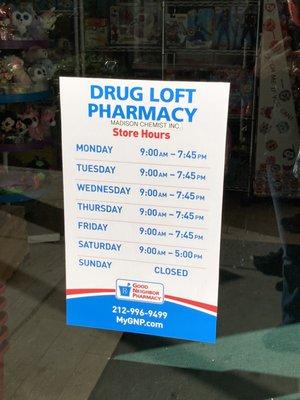 DRUG LOFT
PHARMACY
MADISON CHEMIST INC.
Store Hours
MONDAY 9:00AM – 7:45PM
TUESDAY 9:00AM – 7:45PM
WEDNESDAY 9:00AM – 7:45PM
THURSDAY 9:00AM – 7:45PM
FRIDAY 9:00AM – 7:45PM
SATURDAY 9:00AM – 5:00PM
SUNDAY CLOSED
GOOD
NEIGHBOR
PHARMACY
212-996-9499
MyGNP.com